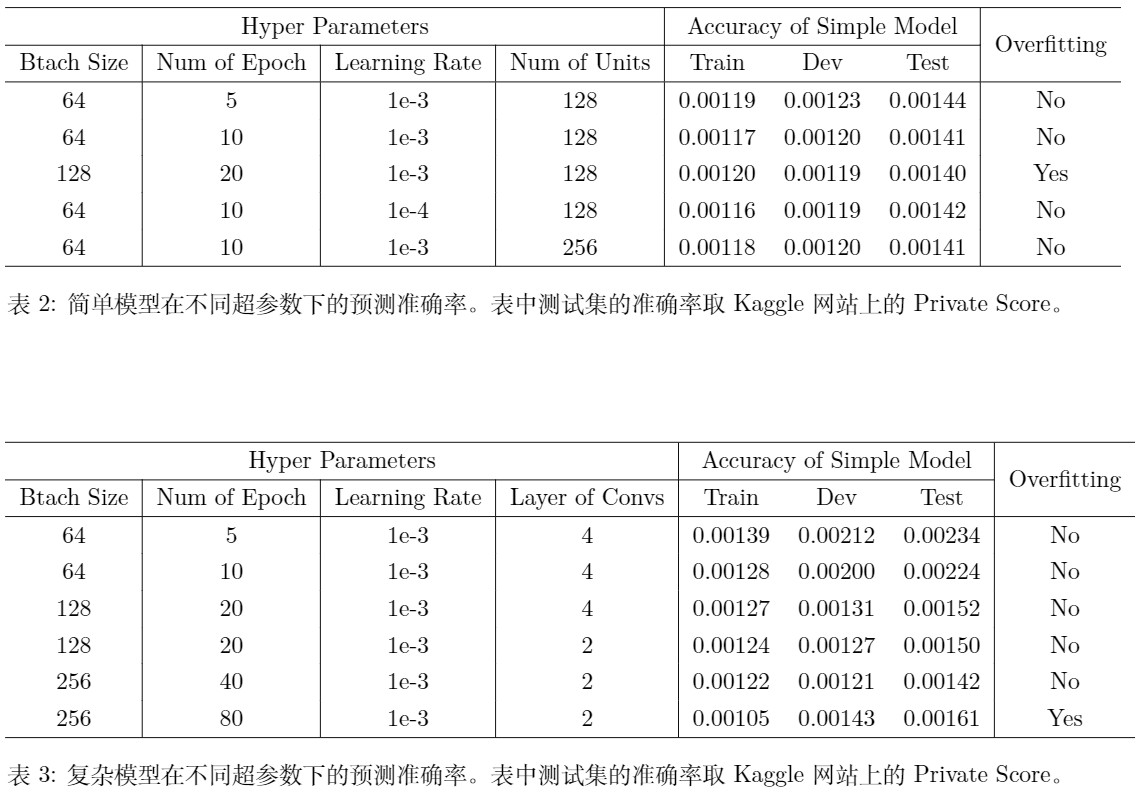 Hyper Parameters Accuracy of Simple Model Overfitting
Btach Size Num of Epoch Learning Rate Num of Units Train Dev Test
64 5 1e-3 128 0.00119 0.00123 0.00144 No
64 10 1e-3 128 0.00117 0.00120 0.00141 No
128 20 1e-3 128 0.00120 0.00119 0.00140 Yes
64 10 1e-4 128 0.00116 0.00119 0.00142 No
64 10 1e-3 256 0.00118 0.00120 0.00141 No
表 2: 简单模型在不同超参数下的预测准确率。表中测试集的准确率取 Kaggle 网站上的 Private Score。
Hyper Parameters Accuracy of Simple Model Overfitting
Btach Size Num of Epoch Learning Rate Layer of Convs Train Dev Test
64 5 1e-3 4 0.00139 0.00212 0.00234 No
64 10 1e-3 4 0.00128 0.00200 0.00224 No
128 20 1e-3 4 0.00127 0.00131 0.00152 No
128 20 1e-3 2 0.00124 0.00127 0.00150 No
256 40 1e-3 2 0.00122 0.00121 0.00142 No
256 80 1e-3 2 0.00105 0.00143 0.00161 Yes
表 3: 复杂模型在不同超参数下的预测准确率。表中测试集的准确率取 Kaggle 网站上的 Private Score。